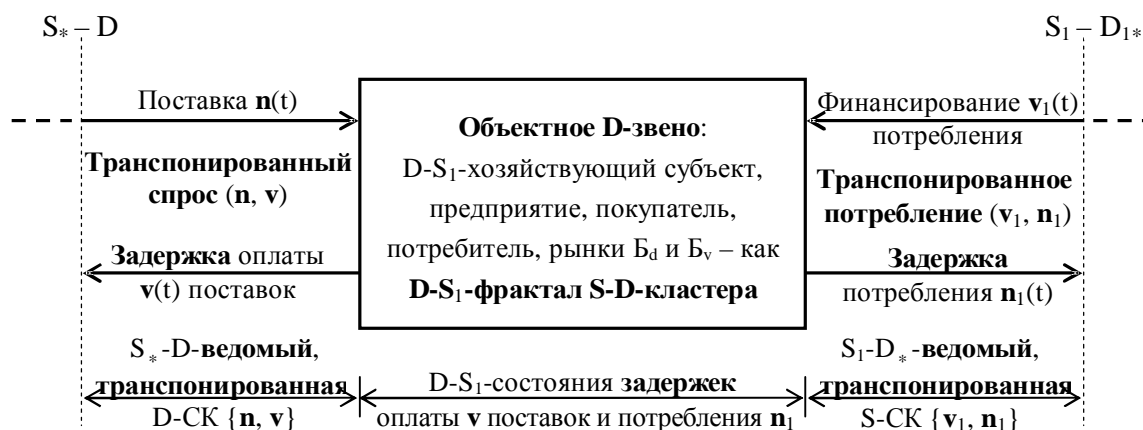 S* – D
S1 – D1*
Поставка n(t)
Транспонированный
спрос (n, v)
Задержка оплаты
v(t) поставок
Объектное D-звено:
D-S1-хозяйствующий субъект,
предприятие, покупатель,
потребитель, рынки Бd и Бv – как
D-S1-фрактал S-D-кластера
Финансирование v1(t)
потребления
Транспонированное
потребление (v1, n1)
Задержка
потребления n1(t)
S*-D-ведомый,
транспонированная
D-СК {n, v}
D-S1-состояния задержек
оплаты v поставок и потребления n1
S1-D*-ведомый,
транспонированная
S-СК {v1, n1}